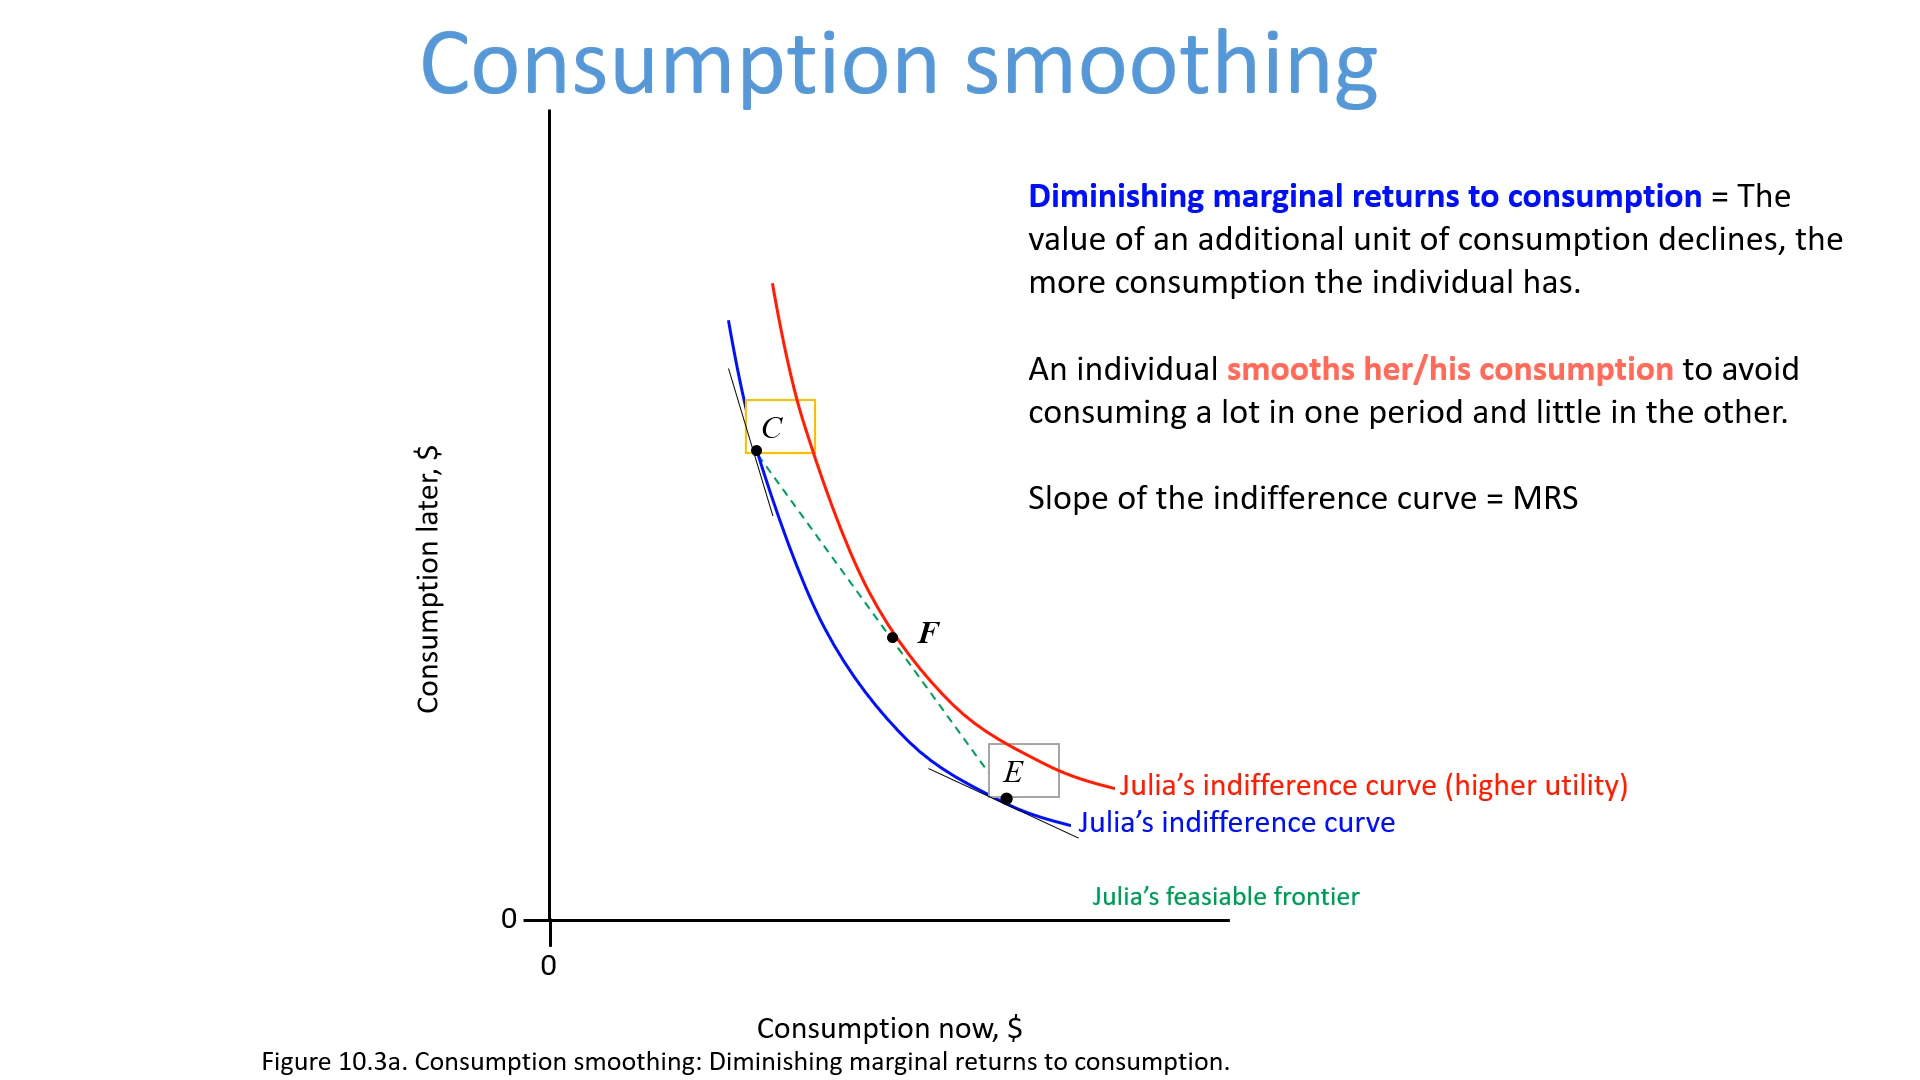 Consumption smoothing
Diminishing marginal returns to consumption = The
value of an additional unit of consumption declines, the
more consumption the individual has.
An individual smooths her/his consumption to avoid
consuming a lot in one period and little in the other.
Slope of the indifference curve = MRS
Consumption later, $
C
F
E
Julia’s indifference curve (higher utility)
Julia’s indifference curve
Julia’s feasiable frontier
0
0
Consumption now, $
Figure 10.3a. Consumption smoothing: Diminishing marginal returns to consumption.